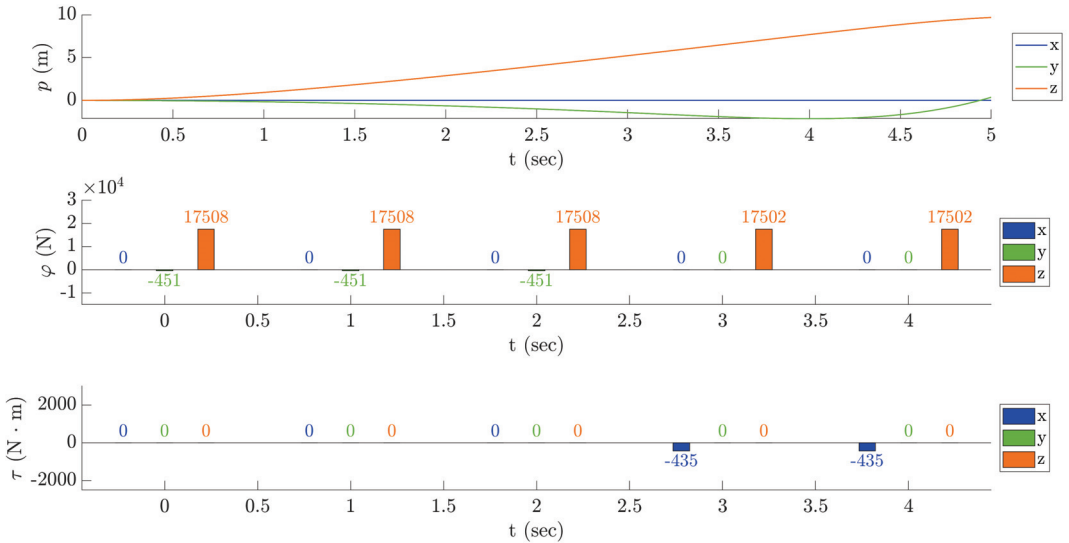 10
5
0
p (m)
x
y
z
0 0.5 1 1.5 2 2.5 3 3.5 4 4.5 5
t (sec)
×10⁴
3
2
1
0
-1
φ (N)
17508 17508 17508 17502 17502
0 0 0 0 0 0 0
-451 -451 -451
x
y
z
0 0.5 1 1.5 2 2.5 3 3.5 4
t (sec)
2000
0
-2000
τ (N · m)
0 0 0 0 0 0 0 0 0 0 0 0 0
-435 -435
x
y
z
0 0.5 1 1.5 2 2.5 3 3.5 4
t (sec)